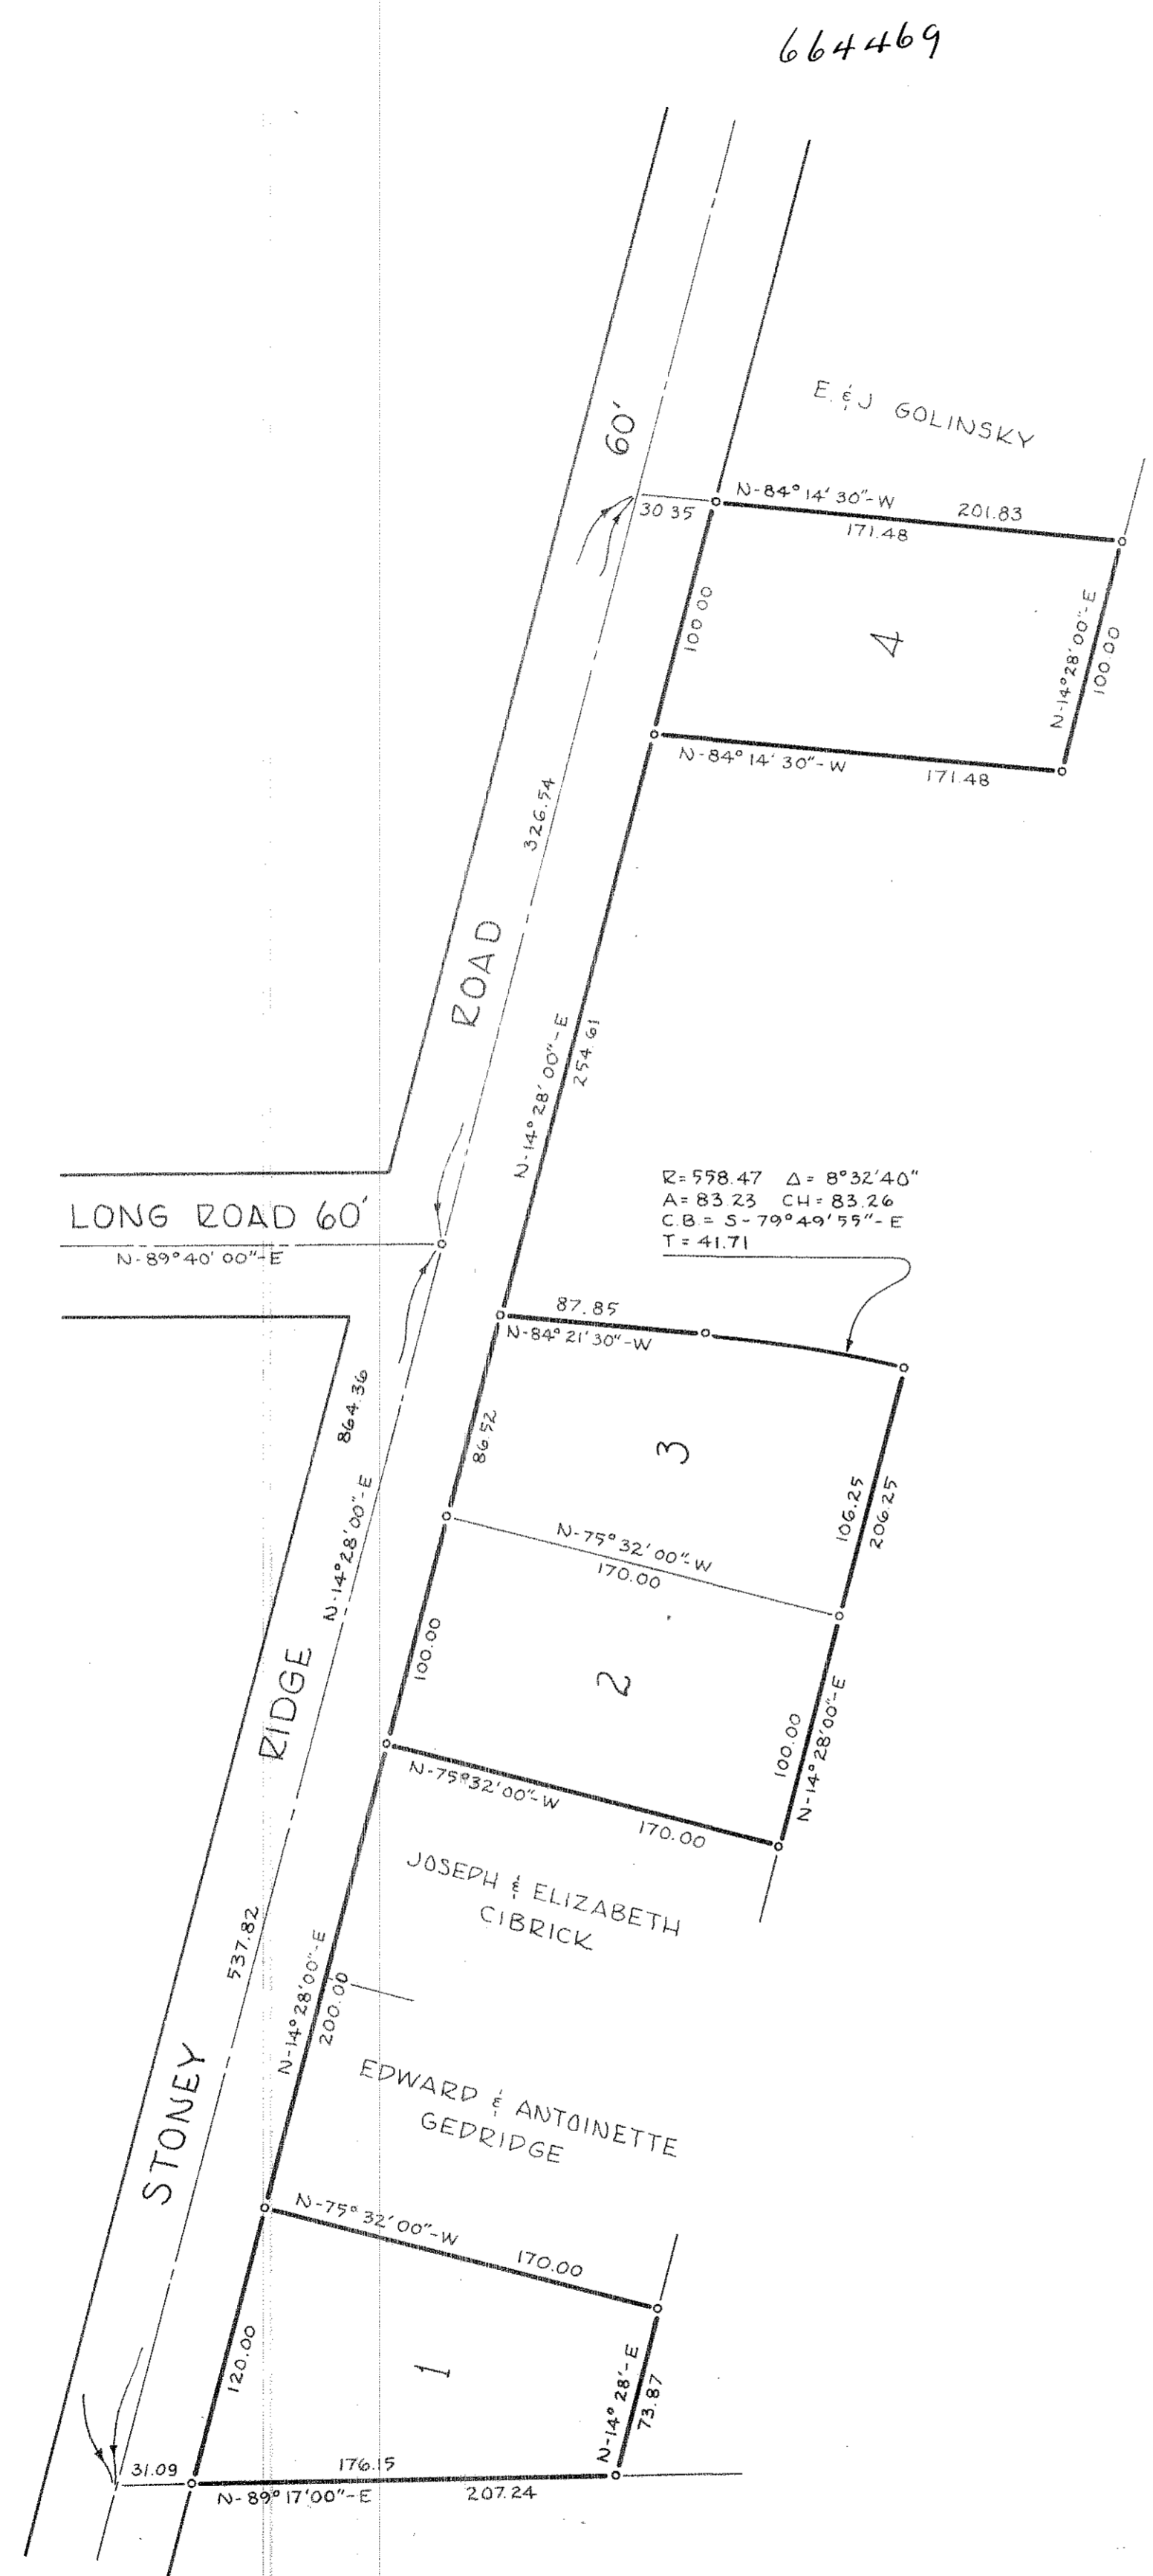 664469
E. & J GOLINSKY
60'
30 35
N-84° 14' 30"-W
201.83
171.48
100 00
4
N-14° 28' 00"-E
100.00
N-84° 14' 30"-W
171.48
326.54
ROAD
N-14° 28' 00"-E
254.61
LONG ROAD 60'
N-89° 40' 00"-E
R=558.47 Δ= 8°32'40"
A= 83.23 CH= 83.26
C.B.= S-79°49'55"-E
T= 41.71
87.85
N-84° 21' 30"-W
864.36
86.52
3
106.25
206.25
N-14° 28' 00"-E
N-75° 32' 00"-W
170.00
RIDGE
100.00
2
100.00
N-14° 28' 00"-E
N-75° 32' 00"-W
170.00
JOSEPH & ELIZABETH
CIBRICK
537.82
N-14° 28' 00"-E
200.00
EDWARD & ANTOINETTE
GEDRIDGE
STONEY
N-75° 32' 00"-W
170.00
120.00
1
N-14° 28'-E
73.87
31.09
176.15
N-89° 17' 00"-E
207.24